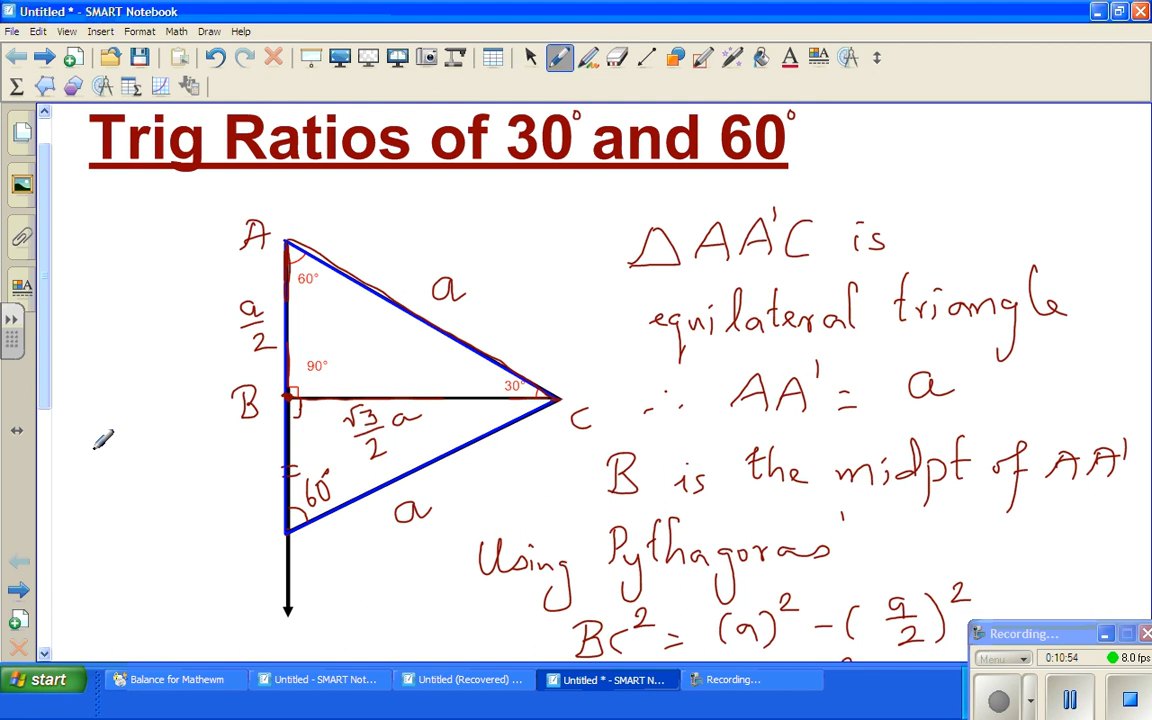 Untitled * - SMART Notebook
File Edit View Insert Format Math Draw Help
Trig Ratios of 30° and 60°
A
60°
a
a/2
90°
30°
B
C
√3/2 a
60°
a
△AA'C is
equilateral triangle
∴ AA' = a
B is the midpt of AA'
Using Pythagoras'
BC² = (a)² - (a/2)²
Recording...
Menu
0:10:54
8.0 fps
start
Balance for Mathewm
Untitled - SMART Not...
Untitled (Recovered) ...
Untitled * - SMART N...
Recording...